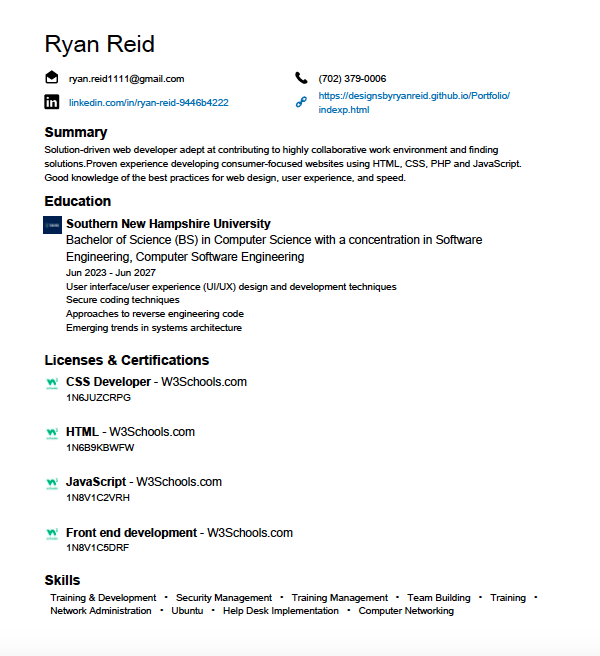 Ryan Reid
ryan.reid1111@gmail.com
(702) 379-0006
linkedin.com/in/ryan-reid-9446b4222
https://designsbyryanreid.github.io/Portfolio/
indexp.html
Summary
Solution-driven web developer adept at contributing to highly collaborative work environment and finding
solutions.Proven experience developing consumer-focused websites using HTML, CSS, PHP and JavaScript.
Good knowledge of the best practices for web design, user experience, and speed.
Education
Southern New Hampshire University
Bachelor of Science (BS) in Computer Science with a concentration in Software
Engineering, Computer Software Engineering
Jun 2023 - Jun 2027
User interface/user experience (UI/UX) design and development techniques
Secure coding techniques
Approaches to reverse engineering code
Emerging trends in systems architecture
Licenses & Certifications
CSS Developer - W3Schools.com
1N6JUZCRPG
HTML - W3Schools.com
1N6B9KBWFW
JavaScript - W3Schools.com
1N8V1C2VRH
Front end development - W3Schools.com
1N8V1C5DRF
Skills
Training & Development • Security Management • Training Management • Team Building • Training •
Network Administration • Ubuntu • Help Desk Implementation • Computer Networking